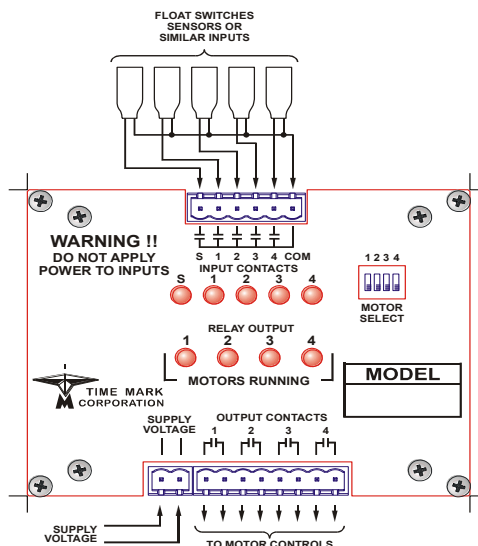 FLOAT SWITCHES
SENSORS OR
SIMILAR INPUTS
WARNING !!
DO NOT APPLY
POWER TO INPUTS
S 1 2 3 4 COM
INPUT CONTACTS
S 1 2 3 4
1 2 3 4
MOTOR
SELECT
RELAY OUTPUT
1 2 3 4
MOTORS RUNNING
MODEL
TIME MARK
CORPORATION
SUPPLY
VOLTAGE
OUTPUT CONTACTS
1 2 3 4
SUPPLY
VOLTAGE
TO MOTOR CONTROLS